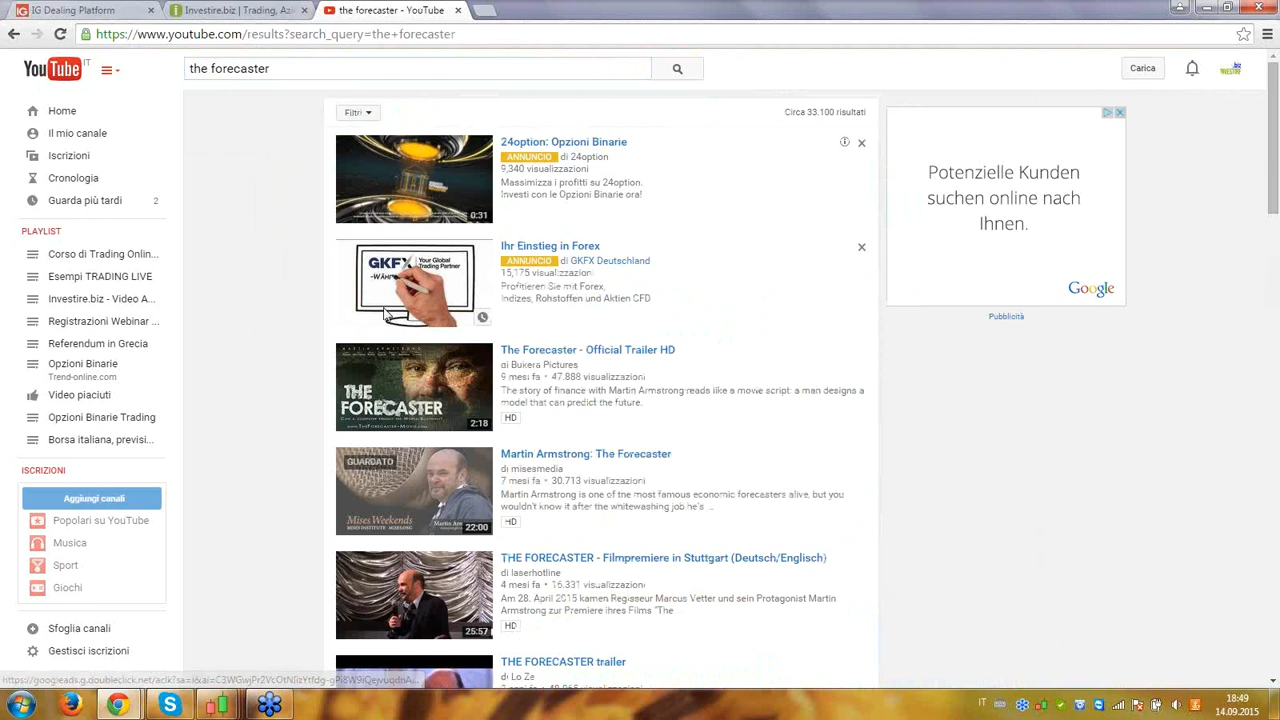 IG Dealing Platform
Investire.biz | Trading, Az
the forecaster - YouTube
https://www.youtube.com/results?search_query=the+forecaster
YouTube IT
the forecaster
Carica
Home
Il mio canale
Iscrizioni
Cronologia
Guarda più tardi 2
PLAYLIST
Corso di Trading Onlin...
Esempi TRADING LIVE
Investire.biz - Video A...
Registrazioni Webinar ...
Referendum in Grecia
Opzioni Binarie
Trend-online.com
Video piaciuti
Opzioni Binarie Trading
Borsa italiana, previsi...
ISCRIZIONI
Aggiungi canali
Popolari su YouTube
Musica
Sport
Giochi
Sfoglia canali
Gestisci iscrizioni
Filtri
Circa 33.100 risultati
24option: Opzioni Binarie
ANNUNCIO di 24option
9,340 visualizzazioni
Massimizza i profitti su 24option.
Investi con le Opzioni Binarie ora!
0:31
Ihr Einstieg in Forex
ANNUNCIO di GKFX Deutschland
15,175 visualizzazioni
Profitieren Sie mit Forex,
Indizes, Rohstoffen und Aktien CFD
GKFX
Your Global
Trading Partner
The Forecaster - Official Trailer HD
di Bukera Pictures
9 mesi fa • 47.888 visualizzazioni
The story of finance with Martin Armstrong reads like a movie script: a man designs a
model that can predict the future.
HD
MARTIN ARMSTRONG
THE
FORECASTER
2:18
Martin Armstrong: The Forecaster
di misesmedia
7 mesi fa • 30.713 visualizzazioni
Martin Armstrong is one of the most famous economic forecasters alive, but you
wouldn't know it after the whitewashing job he's ...
HD
GUARDATO
Mises Weekends
22:00
THE FORECASTER - Filmpremiere in Stuttgart (Deutsch/Englisch)
di laserhotline
4 mesi fa • 16.331 visualizzazioni
Am 28. April 2015 kamen Regisseur Marcus Vetter und sein Protagonist Martin
Armstrong zur Premiere ihres Films "The
HD
25:57
THE FORECASTER trailer
di Lo Ze
Potenzielle Kunden
suchen online nach
Ihnen.
Google
Pubblicità
IT
18:49
14.09.2015